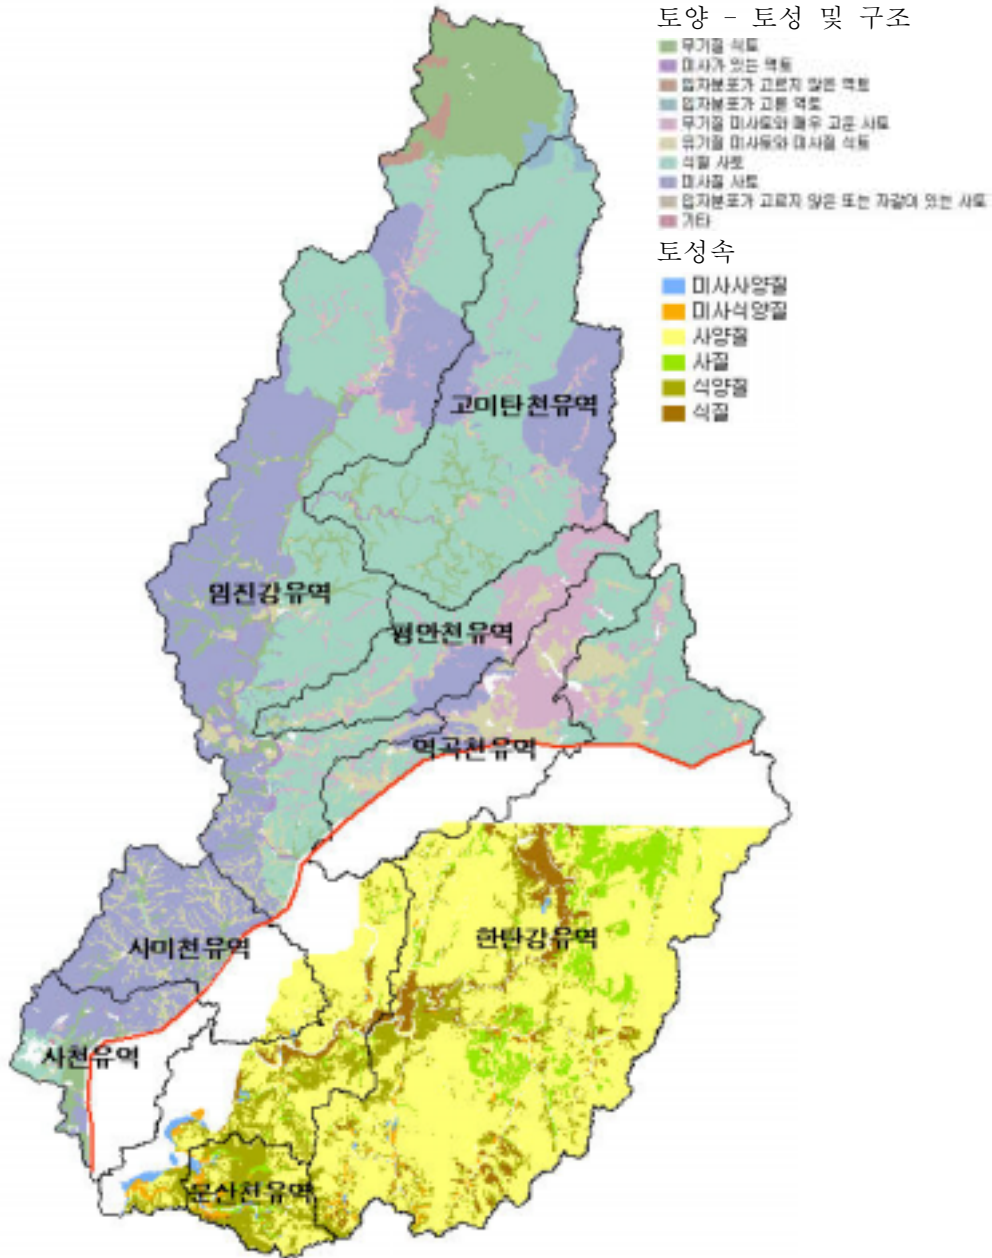 토양 - 토성 및 구조
무기질 식토
미사가 있는 역토
입자분포가 고르지 않은 역토
입자분포가 고른 역토
무기질 미사토와 매우 고운 사토
유기질 미사토와 미사질 식토
식질 사토
미사질 사토
입자분포가 고르지 않은 또는 자갈이 있는 사토
기타
토성속
미사사양질
미사식양질
사양질
사질
식양질
식질
고미탄천유역
임진강유역
평안천유역
역곡천유역
한탄강유역
사미천유역
사천유역
문산천유역